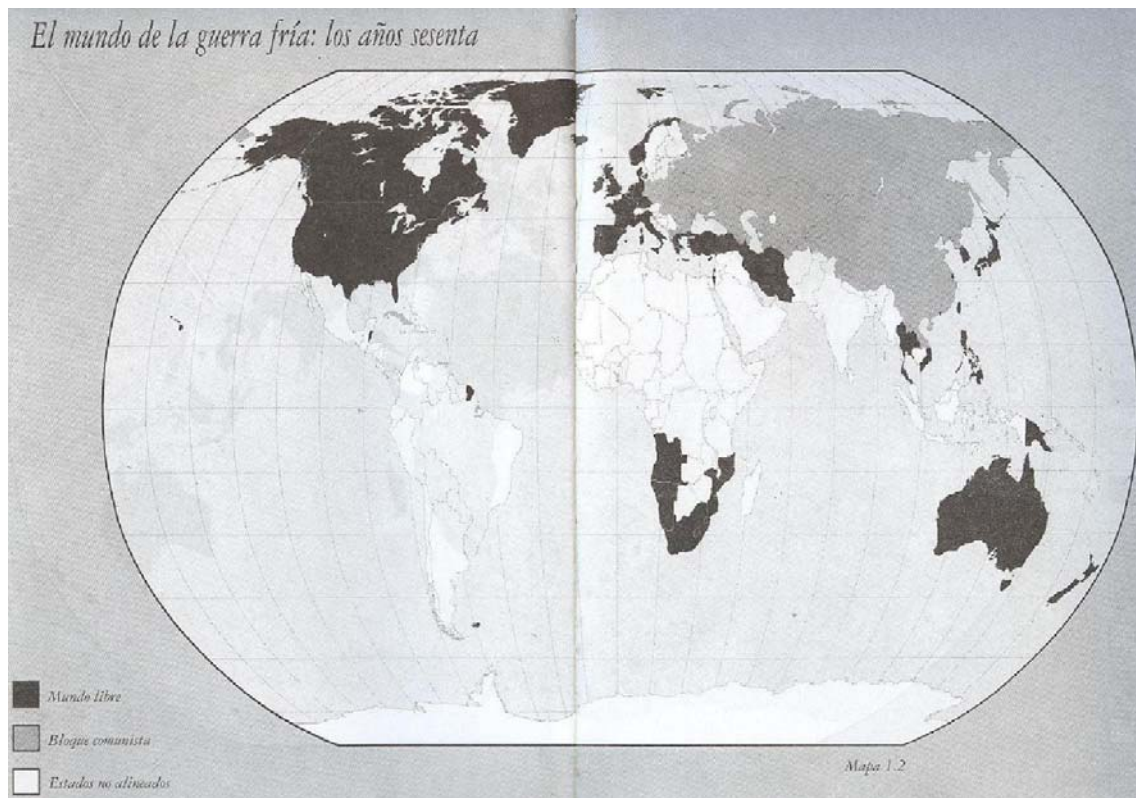 El mundo de la guerra fría: los años sesenta
Mundo libre
Bloque comunista
Estados no alineados
Mapa 1.2